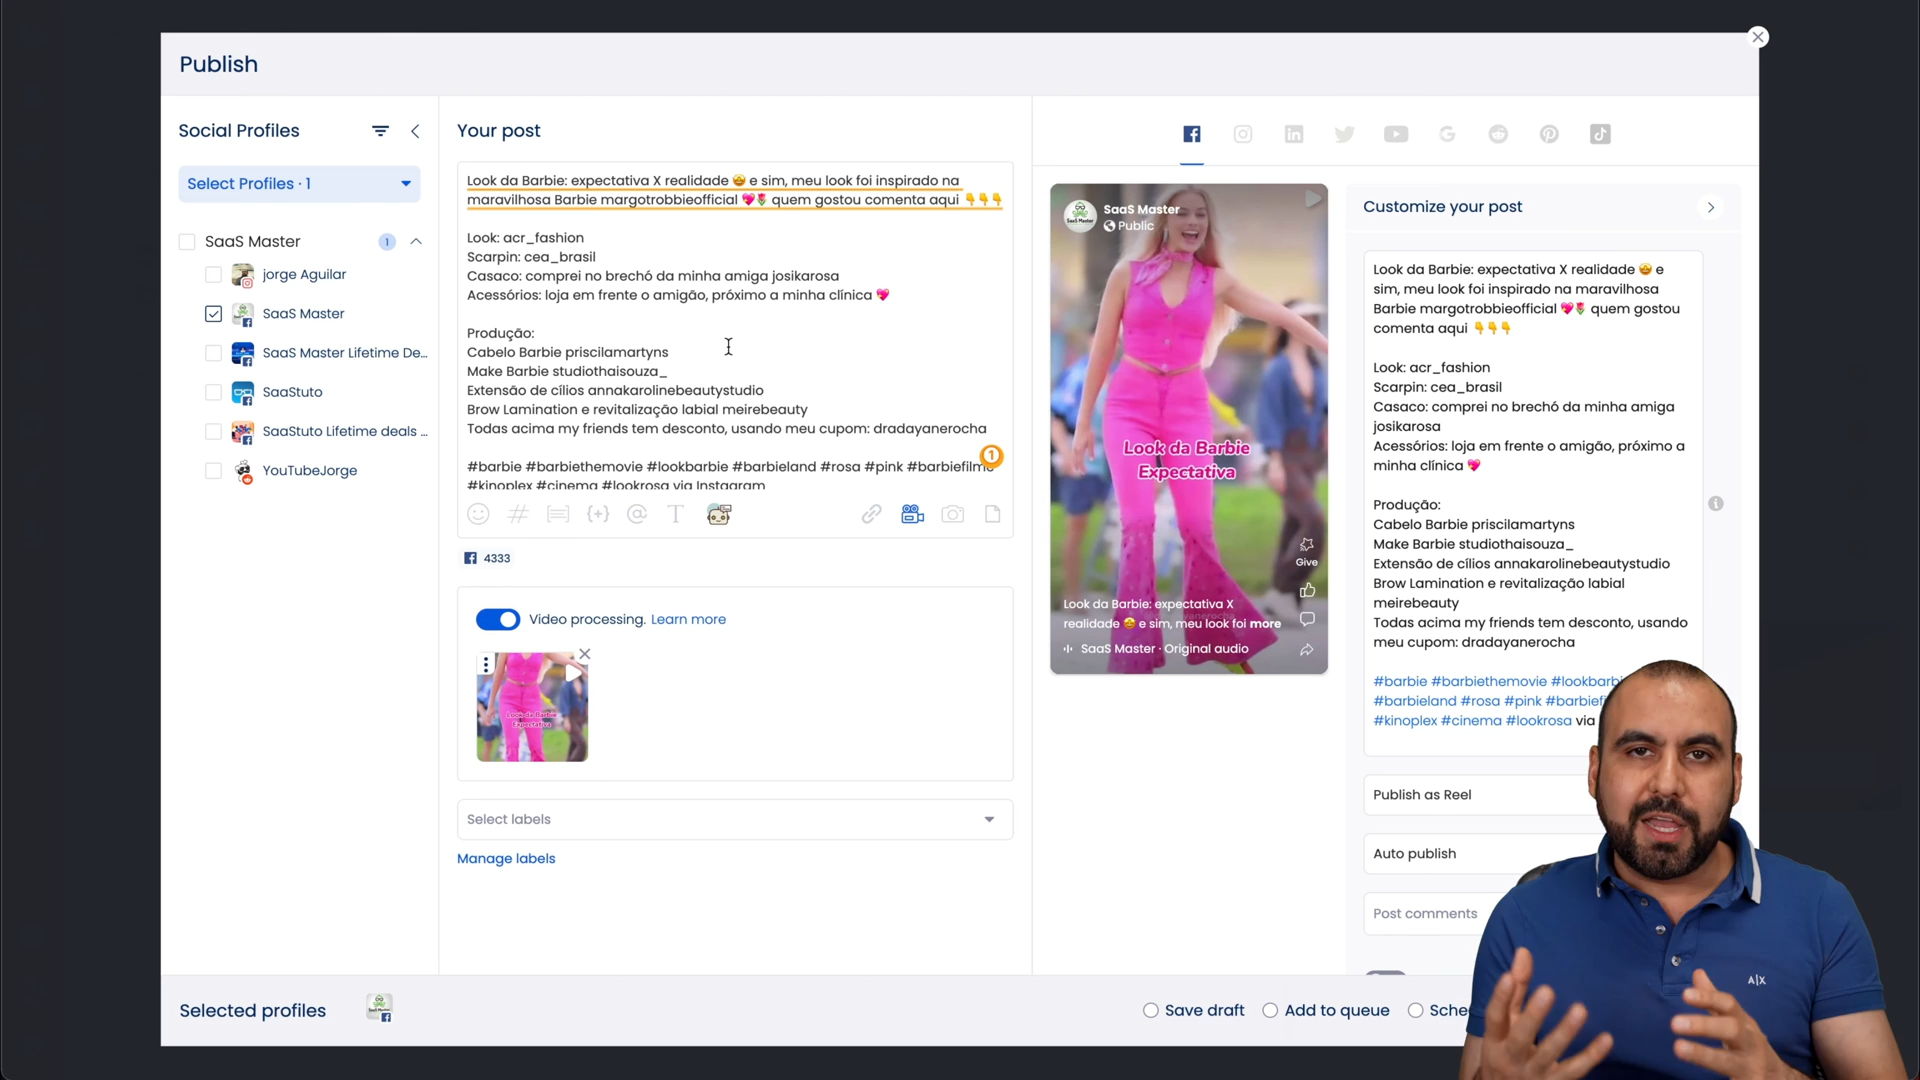 Publish
Social Profiles
Select Profiles · 1
SaaS Master
1
jorge Aguilar
SaaS Master
SaaS Master Lifetime De...
SaaStuto
SaaStuto Lifetime deals ...
YouTubeJorge
Your post
Look da Barbie: expectativa X realidade 🤩 e sim, meu look foi inspirado na
maravilhosa Barbie margotrobbieofficial 💖🌷 quem gostou comenta aqui 👇👇👇
Look: acr_fashion
Scarpin: cea_brasil
Casaco: comprei no brechó da minha amiga josikarosa
Acessórios: loja em frente o amigão, próximo a minha clínica 💖
Produção:
Cabelo Barbie priscilamartyns
Make Barbie studiothaisouza_
Extensão de cílios annakarolinebeautystudio
Brow Lamination e revitalização labial meirebeauty
Todas acima my friends tem desconto, usando meu cupom: dradayanerocha
1
#barbie #barbiethemovie #lookbarbie #barbieland #rosa #pink #barbiefilme
#kinoplex #cinema #lookrosa via Instagram
4333
Video processing. Learn more
Look da Barbie
Expectativa
Select labels
Manage labels
SaaS Master
Public
Look da Barbie
Expectativa
Give
Look da Barbie: expectativa X
realidade 🤩 e sim, meu look foi more
SaaS Master · Original audio
Customize your post
Look da Barbie: expectativa X realidade 🤩 e
sim, meu look foi inspirado na maravilhosa
Barbie margotrobbieofficial 💖🌷 quem gostou
comenta aqui 👇👇👇
Look: acr_fashion
Scarpin: cea_brasil
Casaco: comprei no brechó da minha amiga
josikarosa
Acessórios: loja em frente o amigão, próximo a
minha clínica 💖
Produção:
Cabelo Barbie priscilamartyns
Make Barbie studiothaisouza_
Extensão de cílios annakarolinebeautystudio
Brow Lamination e revitalização labial
meirebeauty
Todas acima my friends tem desconto, usando
meu cupom: dradayanerocha
#barbie #barbiethemovie #lookbarbi
#barbieland #rosa #pink #barbiefi
#kinoplex #cinema #lookrosa via
Publish as Reel
Auto publish
Post comments
A|X
Selected profiles
Save draft
Add to queue
Sche